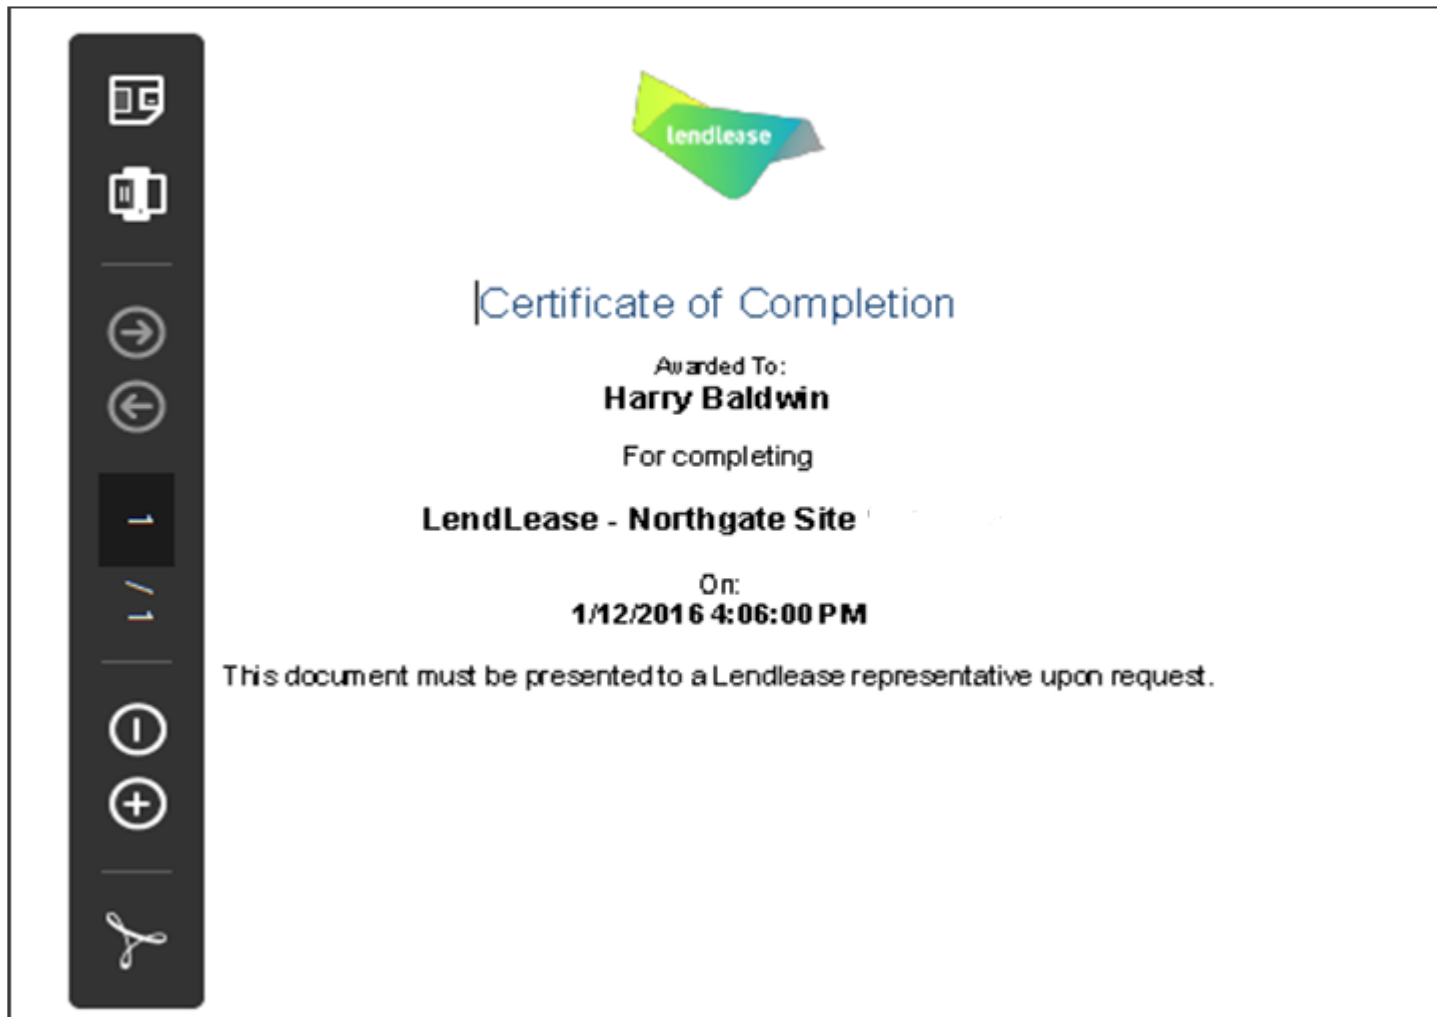 lendlease
Certificate of Completion
Awarded To:
Harry Baldwin
For completing
LendLease - Northgate Site
On:
1/12/2016 4:06:00 PM
This document must be presented to a Lendlease representative upon request.
1
/ 1